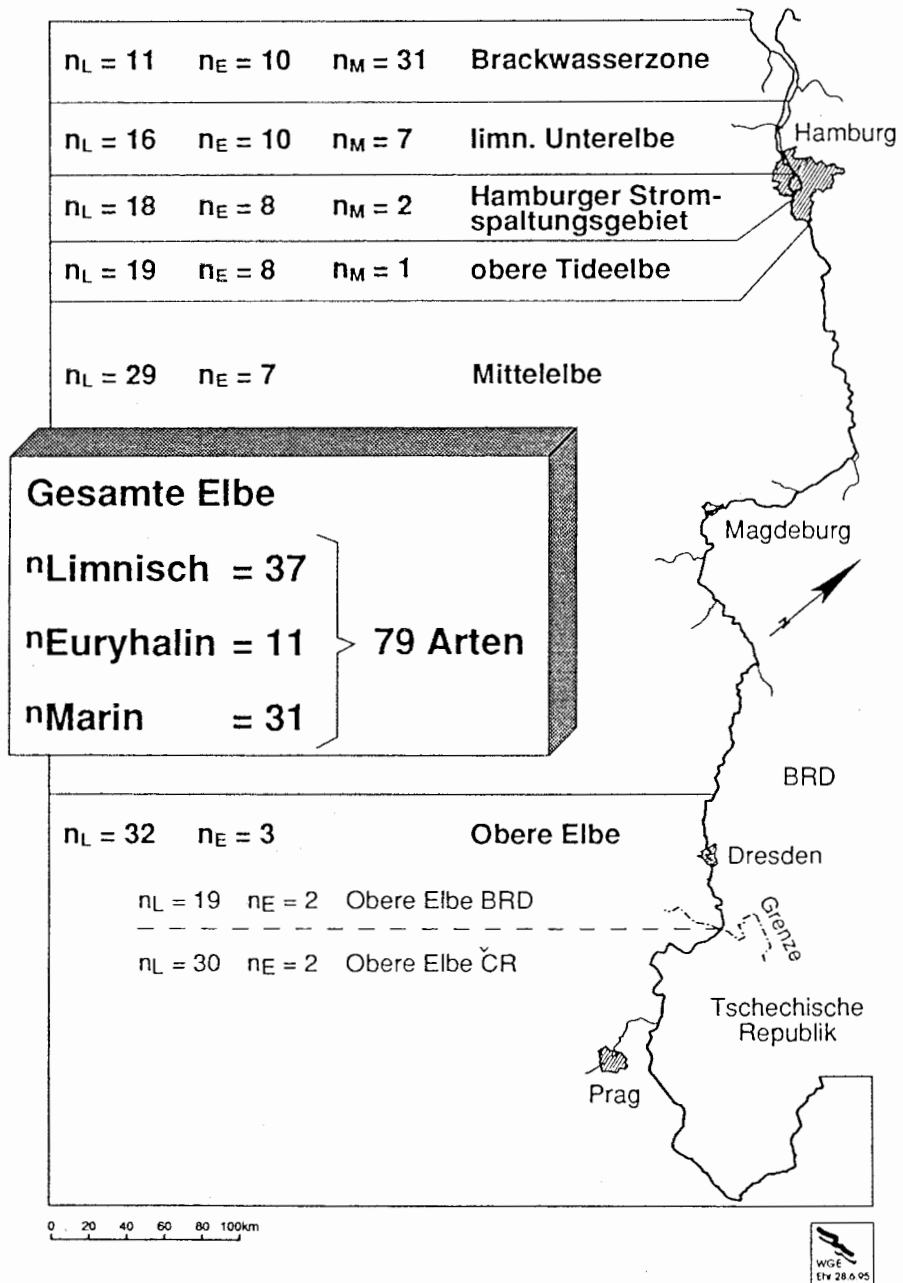 nL = 11 nE = 10 nM = 31 Brackwasserzone
nL = 16 nE = 10 nM = 7 limn. Unterelbe
Hamburg
nL = 18 nE = 8 nM = 2 Hamburger Strom-
spaltungsgebiet
nL = 19 nE = 8 nM = 1 obere Tideelbe
nL = 29 nE = 7 Mittelelbe
Gesamte Elbe
nLimnisch = 37
nEuryhalin = 11 } 79 Arten
nMarin = 31
Magdeburg
N
BRD
nL = 32 nE = 3 Obere Elbe
Dresden
nL = 19 nE = 2 Obere Elbe BRD
Grenze
nL = 30 nE = 2 Obere Elbe ČR
Tschechische
Republik
Prag
0 20 40 60 80 100km
WGE
28.6.95